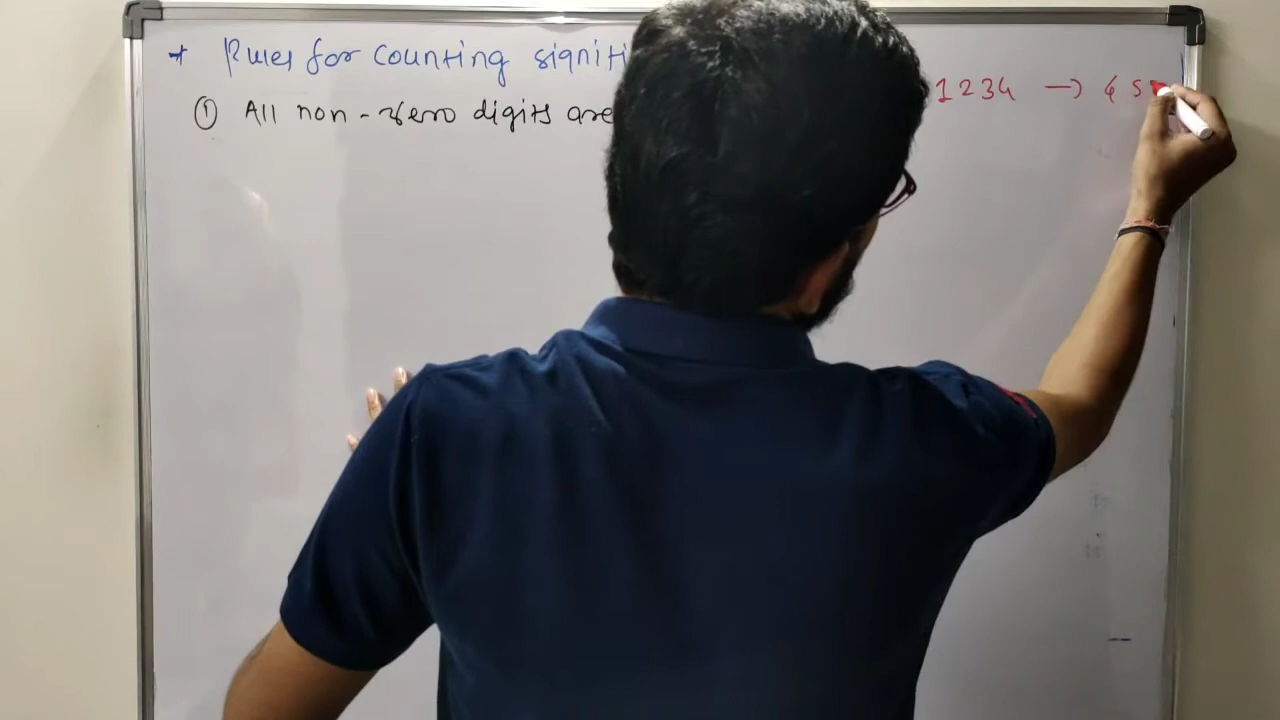 * Rules for counting signifi
① All non-zero digits are
1234 → 4 S